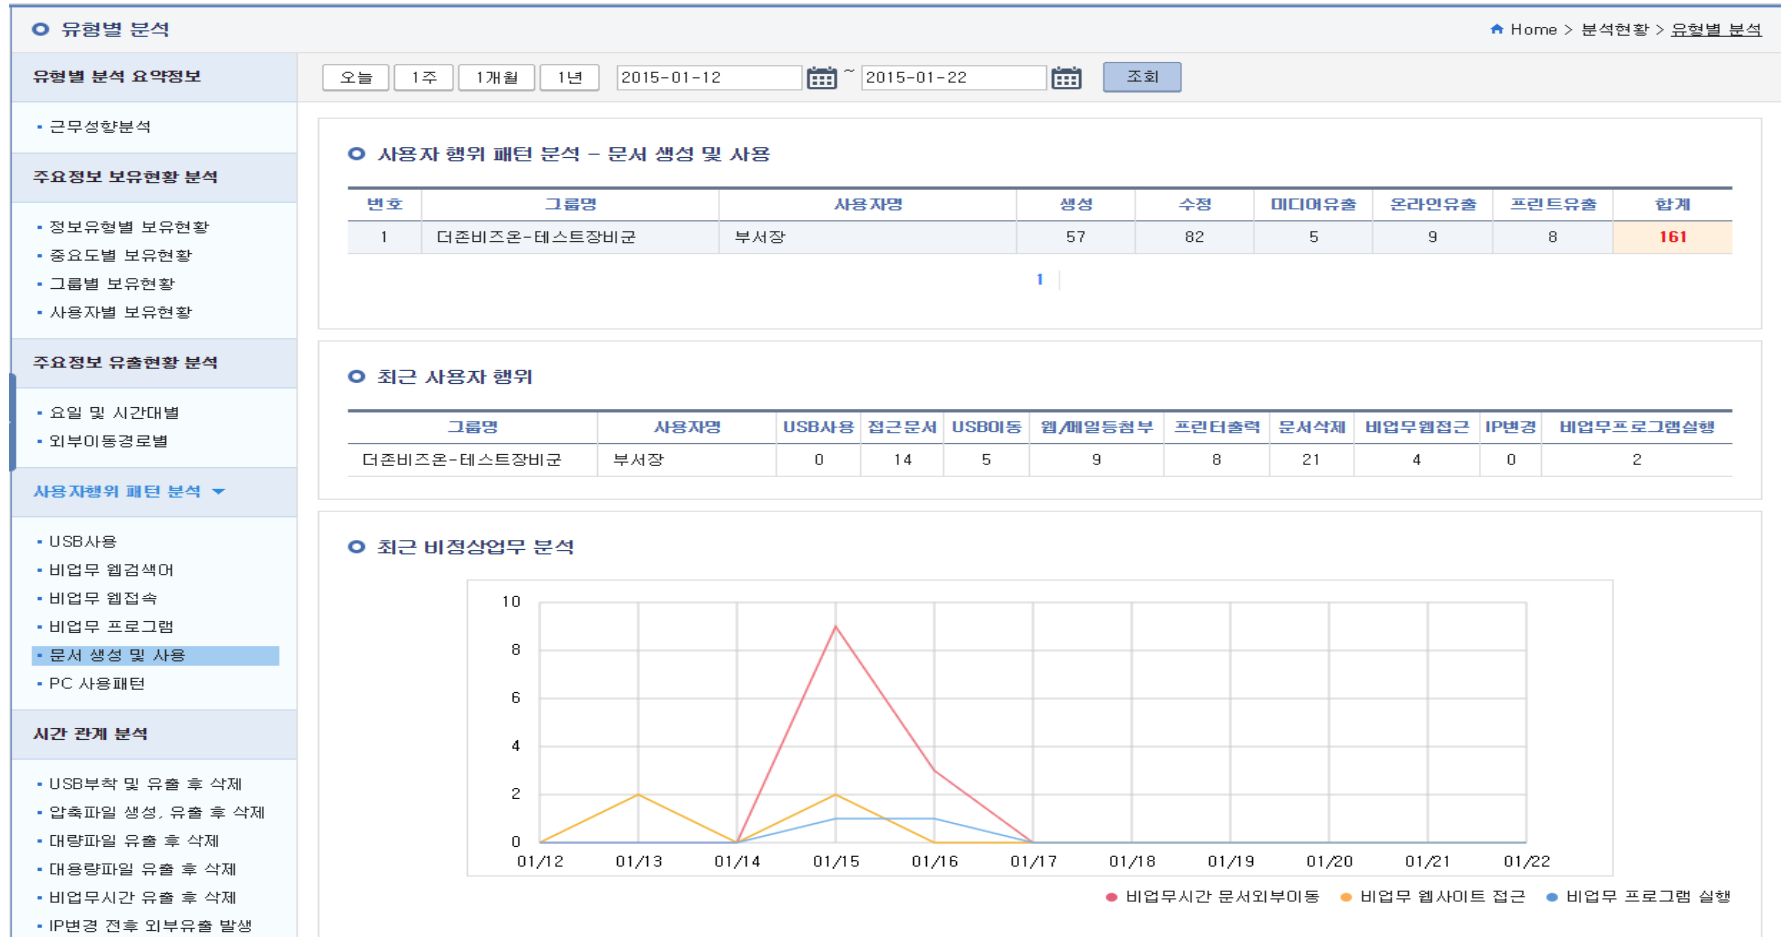 유형별 분석
Home > 분석현황 > 유형별 분석
유형별 분석 요약정보
근무성향분석
주요정보 보유현황 분석
정보유형별 보유현황
중요도별 보유현황
그룹별 보유현황
사용자별 보유현황
주요정보 유출현황 분석
요일 및 시간대별
외부이동경로별
사용자행위 패턴 분석
USB사용
비업무 웹검색어
비업무 웹접속
비업무 프로그램
문서 생성 및 사용
PC 사용패턴
시간 관계 분석
USB부착 및 유출 후 삭제
압축파일 생성, 유출 후 삭제
대량파일 유출 후 삭제
대용량파일 유출 후 삭제
비업무시간 유출 후 삭제
IP변경 전후 외부유출 발생
오늘 1주 1개월 1년 2015-01-12 ~ 2015-01-22 조회
사용자 행위 패턴 분석 - 문서 생성 및 사용
번호 그룹명 사용자명 생성 수정 미디어유출 온라인유출 프린트유출 합계
1 더존비즈온-테스트장비군 부서장 57 82 5 9 8 161
1
최근 사용자 행위
그룹명 사용자명 USB사용 접근문서 USB이동 웹/메일등첨부 프린터출력 문서삭제 비업무웹접근 IP변경 비업무프로그램실행
더존비즈온-테스트장비군 부서장 0 14 5 9 8 21 4 0 2
최근 비정상업무 분석
10
8
6
4
2
0
01/12 01/13 01/14 01/15 01/16 01/17 01/18 01/19 01/20 01/21 01/22
비업무시간 문서외부이동 비업무 웹사이트 접근 비업무 프로그램 실행